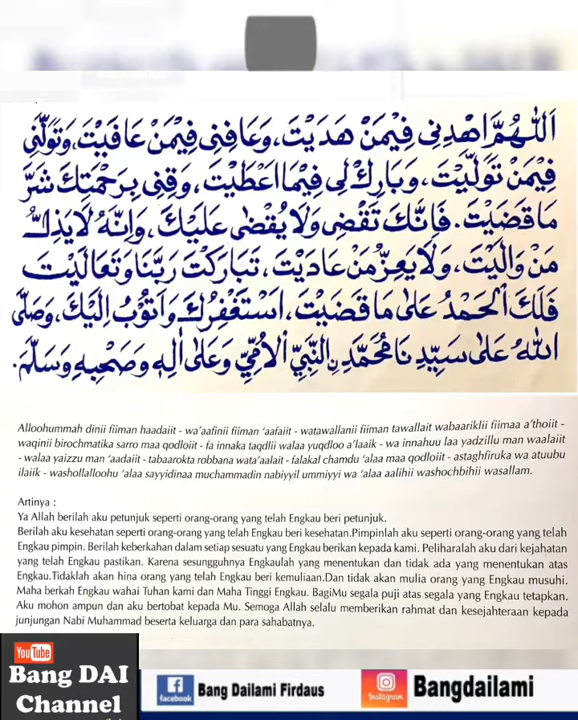 اَللّٰهُمَّ اهْدِنِى فِيْمَنْ هَدَيْتَ، وَعَافِنِى فِيْمَنْ عَافَيْتَ، وَتَوَلَّنِى
فِيْمَنْ تَوَلَّيْتَ، وَبَارِكْ لِى فِيْمَا اَعْطَيْتَ، وَقِنِى بِرَحْمَتِكَ شَرَّ
مَا قَضَيْتَ. فَاِنَّكَ تَقْضِى وَلَا يُقْضٰى عَلَيْكَ، وَاِنَّهُ لَا يَذِلُّ
مَنْ وَالَيْتَ، وَلَا يَعِزُّ مَنْ عَادَيْتَ، تَبَارَكْتَ رَبَّنَا وَتَعَالَيْتَ
فَلَكَ الْحَمْدُ عَلٰى مَا قَضَيْتَ، اَسْتَغْفِرُكَ وَاَتُوْبُ اِلَيْكَ، وَصَلَّى
اللهُ عَلٰى سَيِّدِنَا مُحَمَّدٍ نِالنَّبِيِّ الْاُمِّيِّ وَعَلٰى اٰلِهِ وَصَحْبِهِ وَسَلَّمَ.
Alloohummah dinii fiiman haadaiit - wa'aafinii fiiman 'aafaiit - watawallanii fiiman tawallait wabaariklii fiimaa a'thoiit -
waqinii birochmatika sarro maa qodloiit - fa innaka taqdlii walaa yuqdloo a'laaik - wa innahuu laa yadzillu man waalaiit
- walaa yaizzu man 'aadaiit - tabaarokta robbana wata'aalait - falakal chamdu 'alaa maa qodloiit - astaghfiruka wa atuubu
ilaiik - washollalloohu 'alaa sayyidinaa muchammadin nabiyyil ummiyyi wa 'alaa aalihii washochbihii wasallam.
Artinya :
Ya Allah berilah aku petunjuk seperti orang-orang yang telah Engkau beri petunjuk.
Berilah aku kesehatan seperti orang-orang yang telah Engkau beri kesehatan.Pimpinlah aku seperti orang-orang yang telah
Engkau pimpin. Berilah keberkahan dalam setiap sesuatu yang Engkau berikan kepada kami. Peliharalah aku dari kejahatan
yang telah Engkau pastikan. Karena sesungguhnya Engkaulah yang menentukan dan tidak ada yang menentukan atas
Engkau.Tidaklah akan hina orang yang telah Engkau beri kemuliaan.Dan tidak akan mulia orang yang Engkau musuhi.
Maha berkah Engkau wahai Tuhan kami dan Maha Tinggi Engkau. BagiMu segala puji atas segala yang Engkau tetapkan.
Aku mohon ampun dan aku bertobat kepada Mu. Semoga Allah selalu memberikan rahmat dan kesejahteraan kepada
junjungan Nabi Muhammad beserta keluarga dan para sahabatnya.
YouTube
Bang DAI
Channel
facebook
Bang Dailami Firdaus
Instagram
Bangdailami